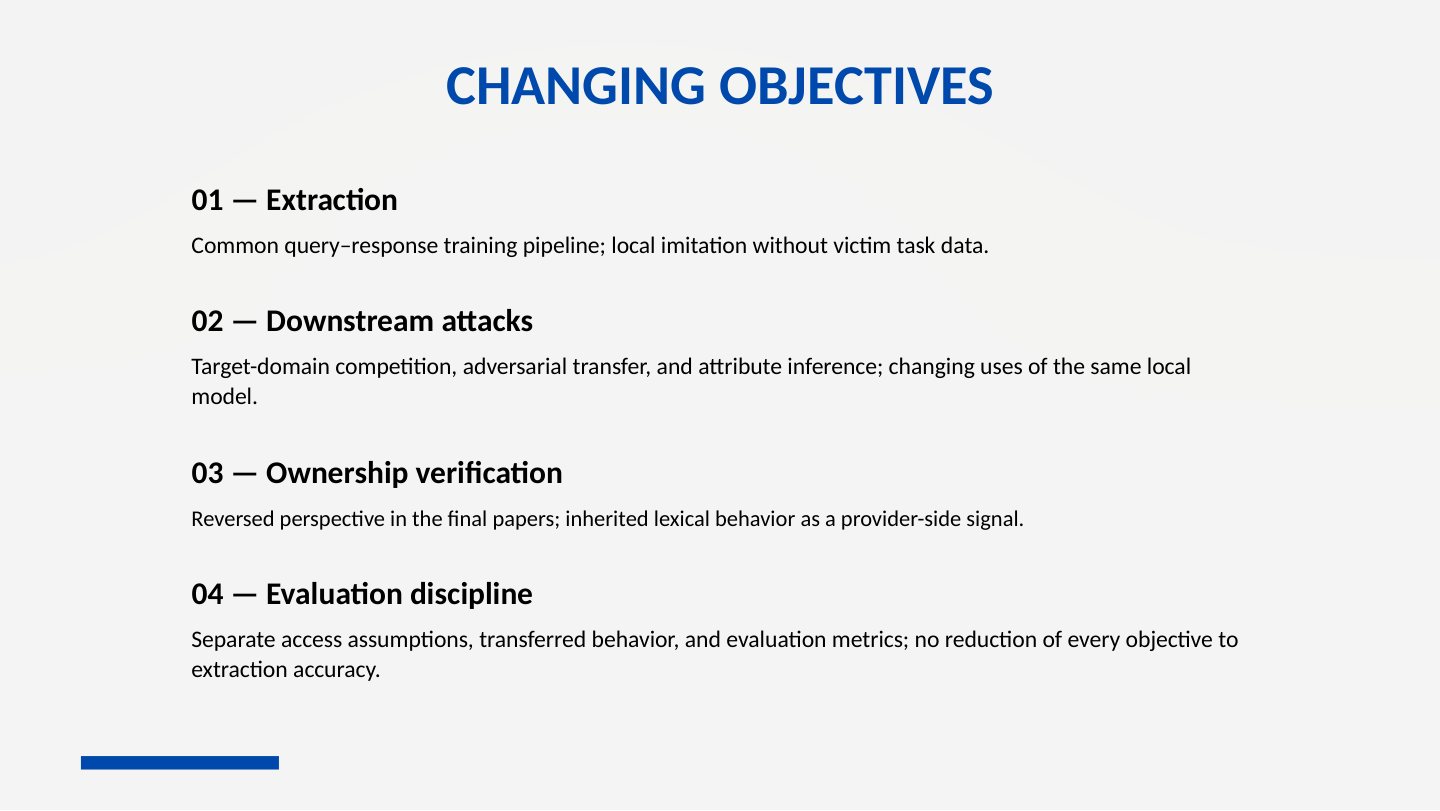 CHANGING OBJECTIVES
01 — Extraction
Common query–response training pipeline; local imitation without victim task data.
02 — Downstream attacks
Target-domain competition, adversarial transfer, and attribute inference; changing uses of the same local
model.
03 — Ownership verification
Reversed perspective in the final papers; inherited lexical behavior as a provider-side signal.
04 — Evaluation discipline
Separate access assumptions, transferred behavior, and evaluation metrics; no reduction of every objective to
extraction accuracy.